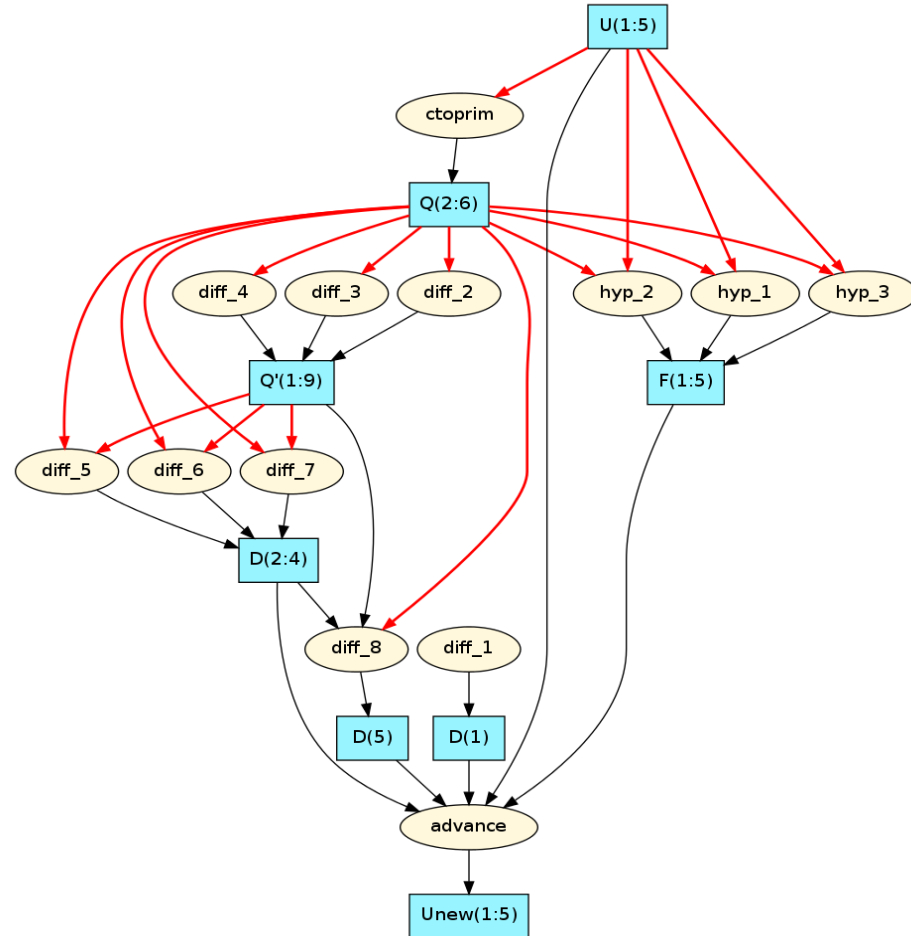 U(1:5)
ctoprim
Q(2:6)
diff_4
diff_3
diff_2
hyp_2
hyp_1
hyp_3
Q'(1:9)
F(1:5)
diff_5
diff_6
diff_7
D(2:4)
diff_8
diff_1
D(5)
D(1)
advance
Unew(1:5)